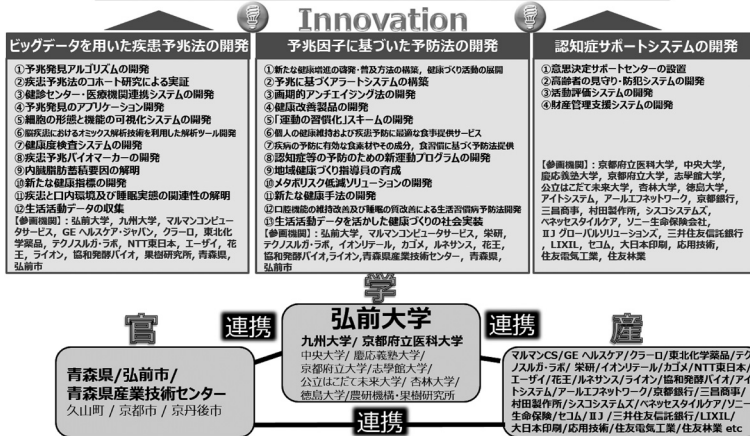 Innovation
ビッグデータを用いた疾患予兆法の開発
①予兆発見アルゴリズムの開発
②疾患予兆法のコホート研究による実証
③健診センター・医療機関連携システムの開発
④予兆発見のアプリケーション開発
⑤細胞の形態と機能の可視化システムの開発
⑥脳疾患におけるオミックス解析技術を利用した解析ツール開発
⑦健康度検査システムの開発
⑧疾患予兆バイオマーカーの開発
⑨内臓脂肪蓄積要因の解明
⑩新たな健康指標の開発
⑪疾患と口内環境及び睡眠実態の関連性の解明
⑫生活活動データの収集
【参画機関】：弘前大学，九州大学，マルマンコンピュー
タサービス，GE ヘルスケア・ジャパン，クラーロ，東北化
学薬品，テクノスルガ・ラボ，NTT東日本，エーザイ，花
王，ライオン，協和発酵バイオ，果樹研究所，青森県，
弘前市
予兆因子に基づいた予防法の開発
①新たな健康増進の啓発・普及方法の構築，健康づくり活動の展開
②予兆に基づくアラートシステムの構築
③画期的アンチエイジング法の開発
④健康改善製品の開発
⑤「運動の習慣化」スキームの開発
⑥個人の健康維持および疾患予防に最適な食事提供サービス
⑦疾病の予防に有効な食素材やその成分，食習慣に基づく予防法提供
⑧認知症等の予防のための新運動プログラムの開発
⑨地域健康づくり指導員の育成
⑩メタボリスク低減ソリューションの開発
⑪新たな健康手法の開発
⑫口腔機能の維持改善及び睡眠の質改善による生活習慣病予防法開発
⑬生活活動データを活かした健康づくりの社会実装
【参画機関】：弘前大学，マルマンコンピュータサービス，栄研，
テクノスルガ・ラボ，イオンリテール，カゴメ，ルネサンス，花王，
協和発酵バイオ,ライオン,青森県産業技術センター，青森県，
弘前市
認知症サポートシステムの開発
①意思決定サポートセンターの設置
②高齢者の見守り・防犯システムの開発
③活動評価システムの開発
④財産管理支援システムの開発
【参画機関】：京都府立医科大学，中央大学，
慶応義塾大学，京都府立大学，志學館大学，
公立はこだて未来大学，杏林大学，徳島大学，
アイトシステム，アールエフネットワーク，京都銀行，
三昌商事，村田製作所，シスコシステムズ，
ベネッセスタイルケア，ソニー生命保険会社，
IIJ グローバルソリューションズ，三井住友信託銀行
，LIXIL，セコム，大日本印刷，応用技術，
住友電気工業，住友林業
学
弘前大学
九州大学/ 京都府立医科大学
中央大学/ 慶応義塾大学/
京都府立大学/志學館大学/
公立はこだて未来大学/ 杏林大学/
徳島大学/農研機構・果樹研究所
官
連携
青森県/弘前市/
青森県産業技術センター
久山町 / 京都市 / 京丹後市
連携
産
マルマンCS/GE ヘルスケア/クラーロ/東北化学薬品/テク
ノスルガ・ラボ/ 栄研/イオンリテール/カゴメ/NTT東日本/
エーザイ/花王/ルネサンス/ライオン/協和発酵バイオ/アイ
トシステム/アールエフネットワーク/京都銀行/三昌商事/
村田製作所/シスコシステムズ/ベネッセスタイルケア/ソニー
生命保険/セコム/IIJ /三井住友信託銀行/LIXIL/
大日本印刷/応用技術/住友電気工業/住友林業 etc
連携